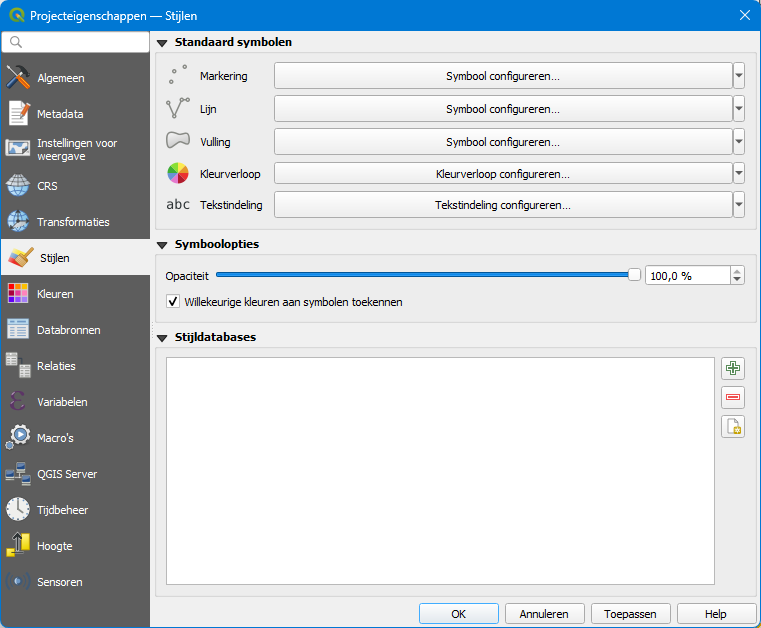 Projecteigenschappen — Stijlen
Algemeen
Metadata
Instellingen voor
weergave
CRS
Transformaties
Stijlen
Kleuren
Databronnen
Relaties
Variabelen
Macro's
QGIS Server
Tijdbeheer
Hoogte
Sensoren
Standaard symbolen
Markering Symbool configureren...
Lijn Symbool configureren...
Vulling Symbool configureren...
Kleurverloop Kleurverloop configureren...
abc Tekstindeling Tekstindeling configureren...
Symboolopties
Opaciteit 100,0 %
Willekeurige kleuren aan symbolen toekennen
Stijldatabases
OK Annuleren Toepassen Help